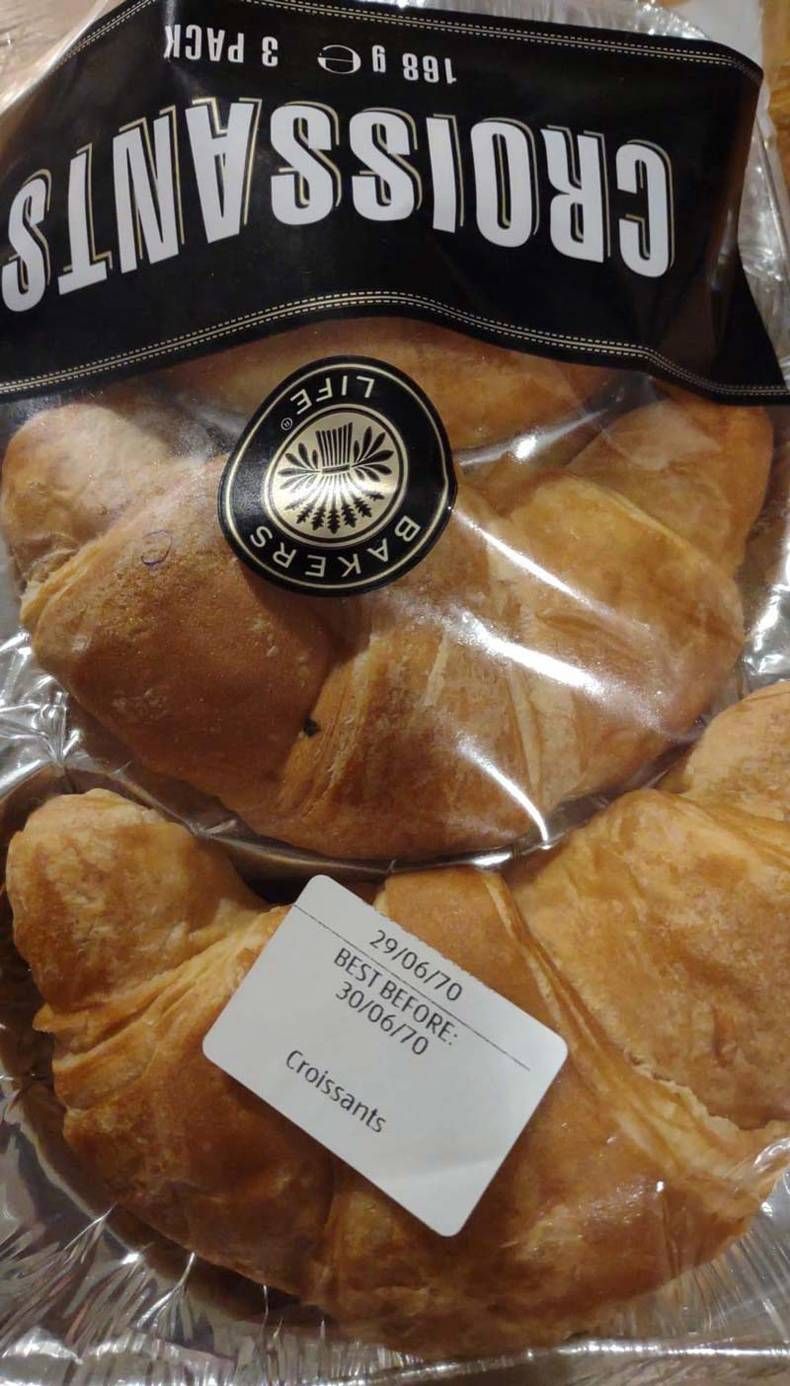 CROISSANTS
168 g ℮ 3 PACK
BAKERS
LIFE®
29/06/70
BEST BEFORE:
30/06/70
Croissants